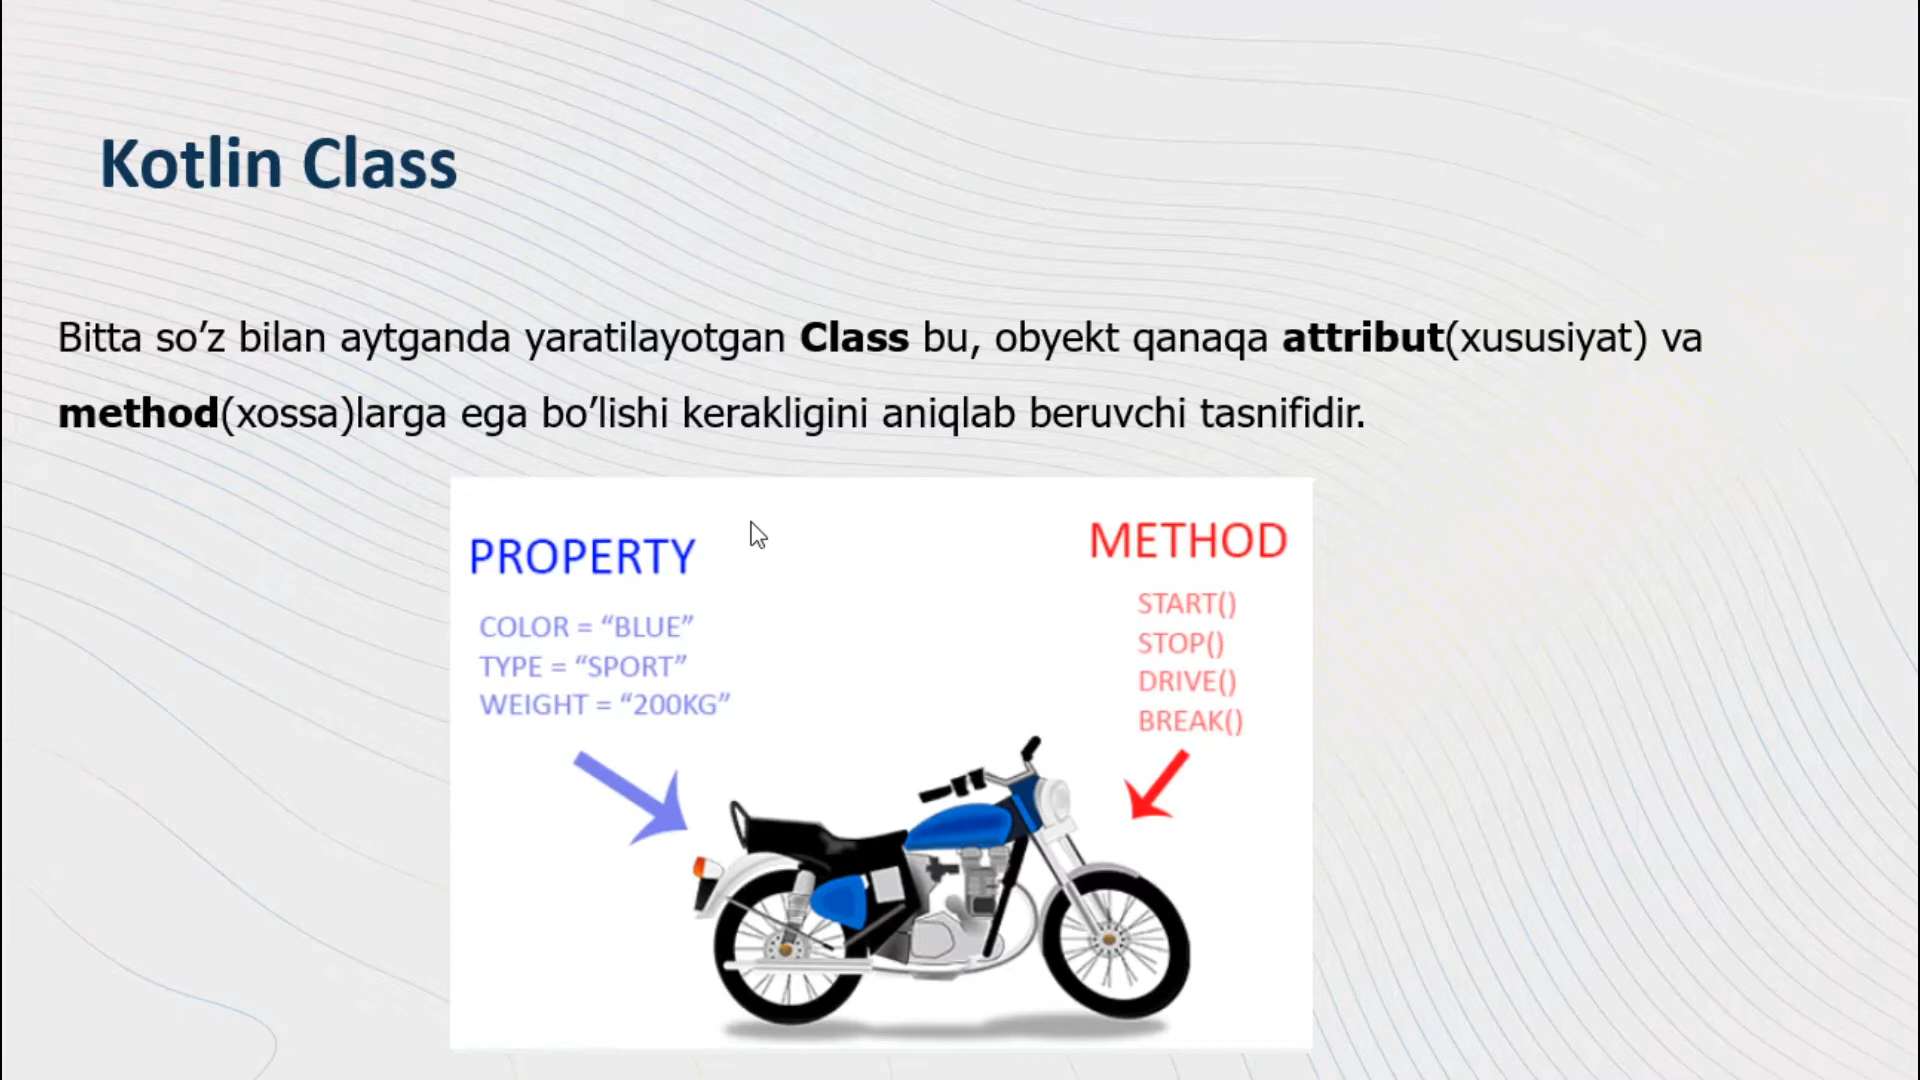 Kotlin Class
Bitta so’z bilan aytganda yaratilayotgan Class bu, obyekt qanaqa attribut(xususiyat) va
method(xossa)larga ega bo’lishi kerakligini aniqlab beruvchi tasnifidir.
PROPERTY
COLOR = “BLUE”
TYPE = “SPORT”
WEIGHT = “200KG”
METHOD
START()
STOP()
DRIVE()
BREAK()